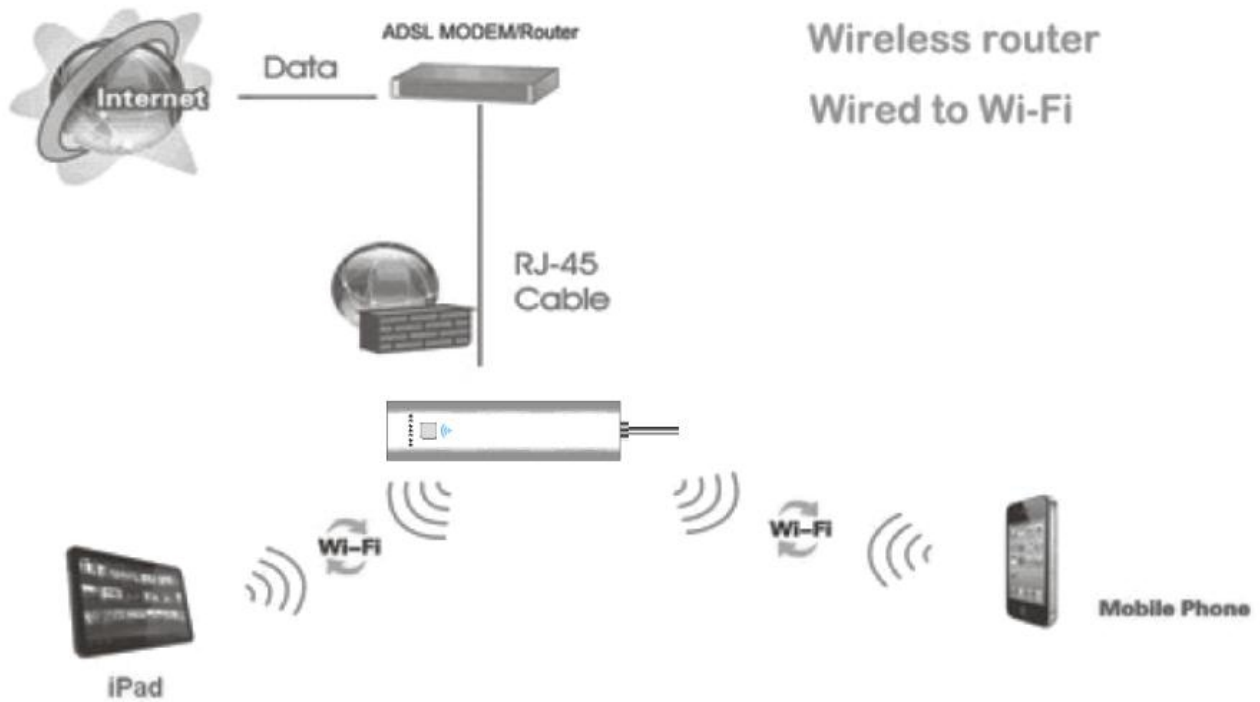 ADSL MODEM/Router
Wireless router
Data
Internet
Wired to Wi-Fi
RJ-45
Cable
Wi-Fi
Wi-Fi
Mobile Phone
iPad